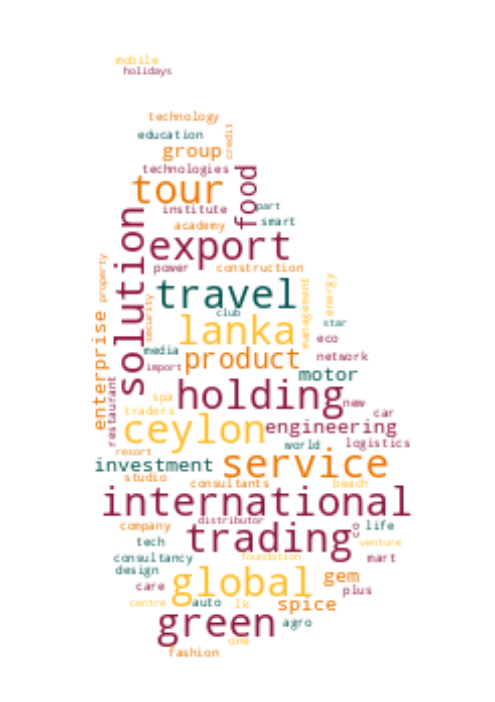 mobile
holidays
technology
education
credit
group
technologies
tour
food
institute
part
smart
academy
solution
export
power
construction
property
travel
security
management
energy
club
lanka
star
enterprise
eco
media
product
network
import
motor
restaurant
holding
spa
new
traders
car
ceylon
engineering
world
logistics
resort
investment
service
studio
consultants
beach
international
distributor
company
trading
o
life
tech
venture
consultancy
foundation
mart
design
global
gem
care
plus
centre
auto
lk
spice
green
agro
one
fashion